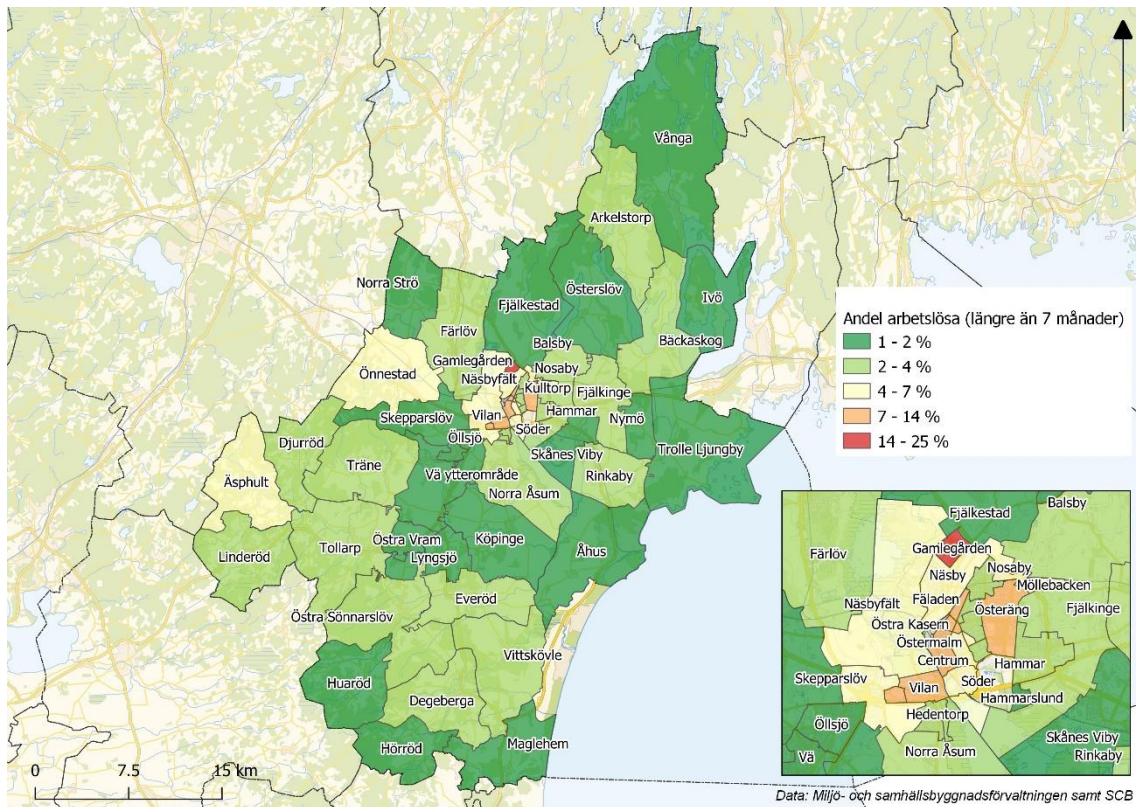 Vånga
Arkelstorp
Norra Strö
Fjälkestad
Österslöv
Ivö
Färlöv
Balsby
Bäckaskog
Gamlegården
Nosaby
Önnestad
Näsbyfält
Kulltorp
Fjälkinge
Skepparslöv
Vilan
Hammar
Nymö
Djurröd
Öllsjö
Söder
Träne
Skånes Viby
Trolle Ljungby
Äsphult
Vä ytterområde
Rinkaby
Norra Åsum
Linderöd
Tollarp
Östra Vram
Köpinge
Åhus
Lyngsjö
Everöd
Östra Sönnarslöv
Vittskövle
Huaröd
Degeberga
Hörröd
Maglehem
0 7.5 15 km
Andel arbetslösa (längre än 7 månader)
1 - 2 %
2 - 4 %
4 - 7 %
7 - 14 %
14 - 25 %
Fjälkestad
Balsby
Färlöv
Gamlegården
Näsby
Nosaby
Möllebacken
Näsbyfält
Fäladen
Österäng
Fjälkinge
Östra Kasern
Östermalm
Centrum
Hammar
Skepparslöv
Vilan
Söder
Hammarslund
Öllsjö
Hedentorp
Skånes Viby
Vä
Norra Åsum
Rinkaby
Data: Miljö- och samhällsbyggnadsförvaltningen samt SCB